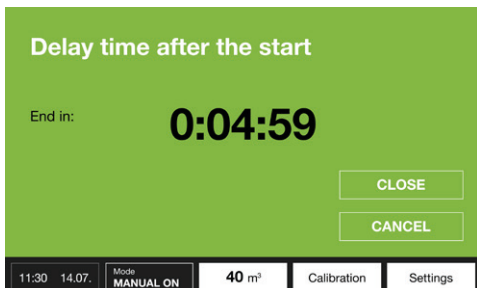 Delay time after the start
End in:
0:04:59
CLOSE
CANCEL
11:30 14.07.
Mode
MANUAL ON
40 m³
Calibration
Settings